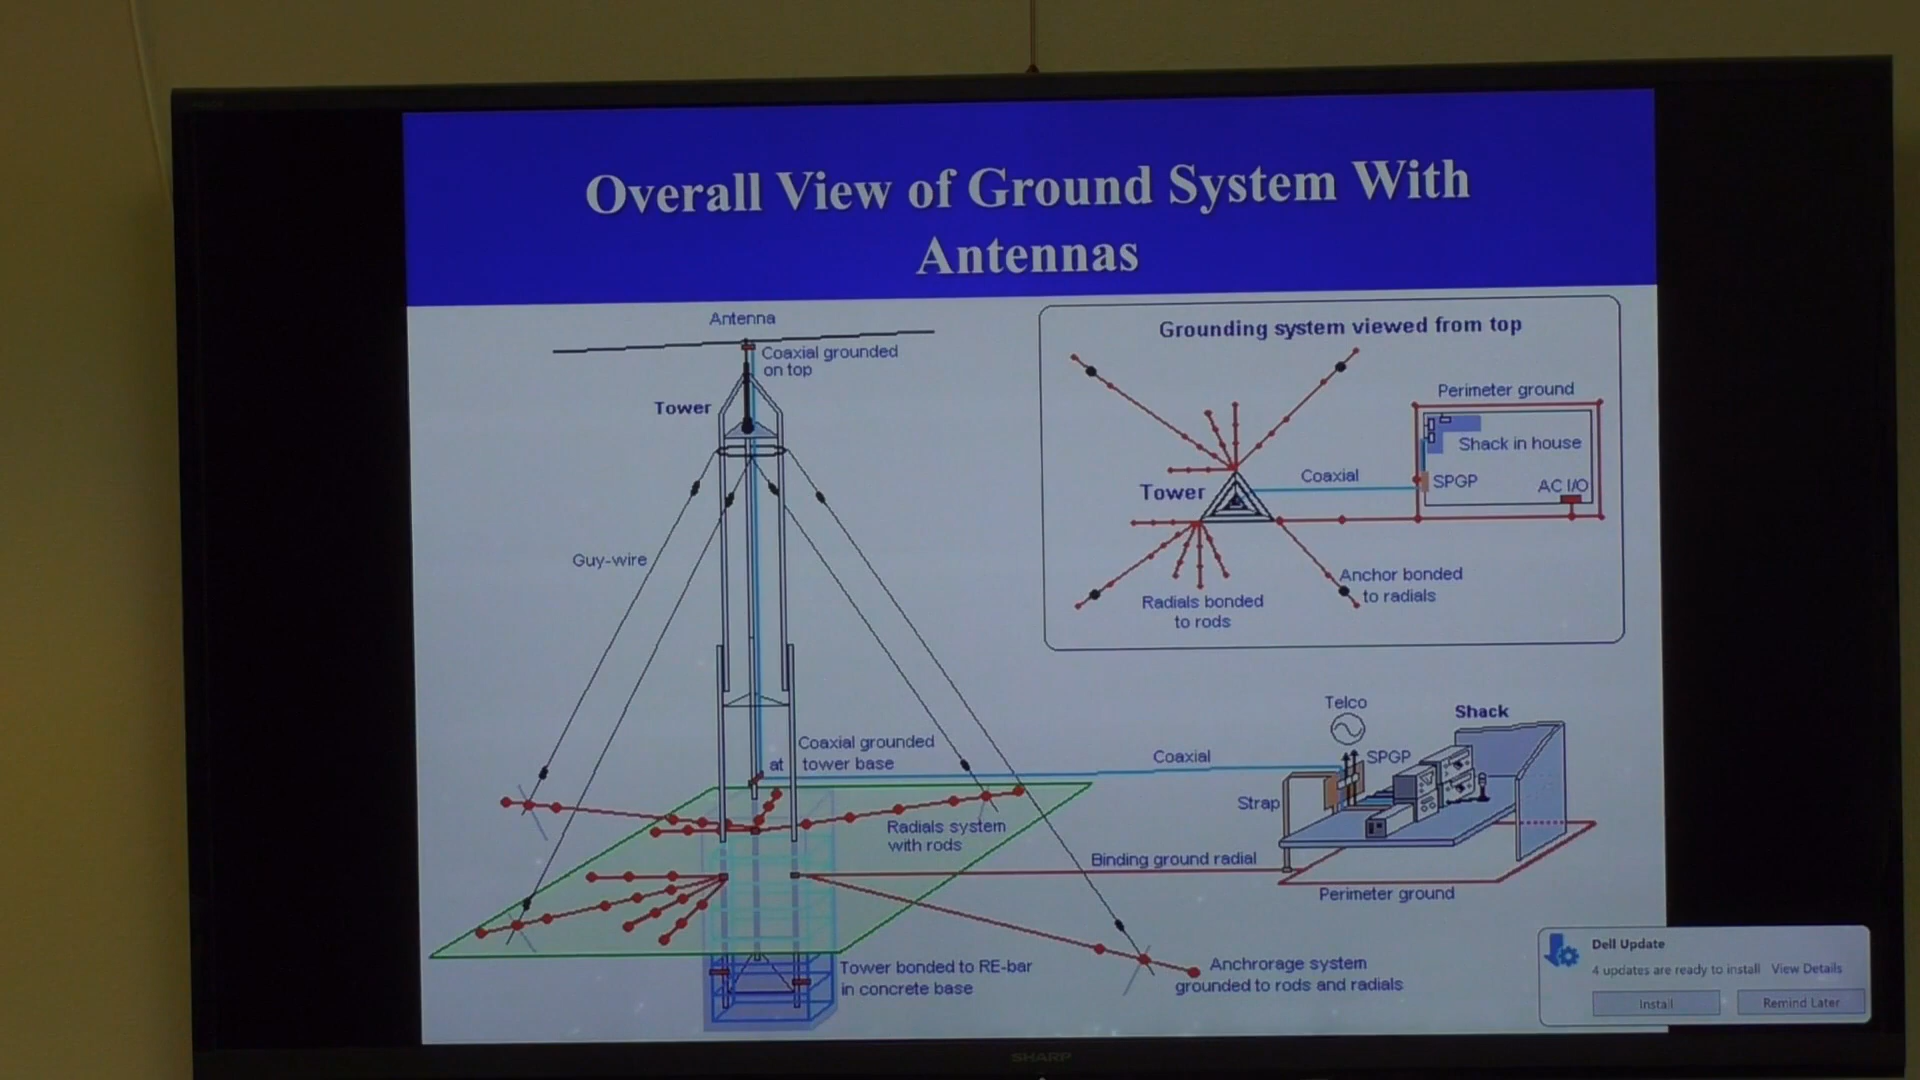 Overall View of Ground System With
Antennas
Antenna
Coaxial grounded
on top
Tower
Guy-wire
Coaxial grounded
at tower base
Radials system
with rods
Tower bonded to RE-bar
in concrete base
Grounding system viewed from top
Perimeter ground
Shack in house
Coaxial
SPGP
AC I/O
Tower
Anchor bonded
to radials
Radials bonded
to rods
Telco
Shack
Coaxial
SPGP
Strap
Binding ground radial
Perimeter ground
Anchrorage system
grounded to rods and radials
Dell Update
4 updates are ready to install View Details
Install
Remind Later
SHARP